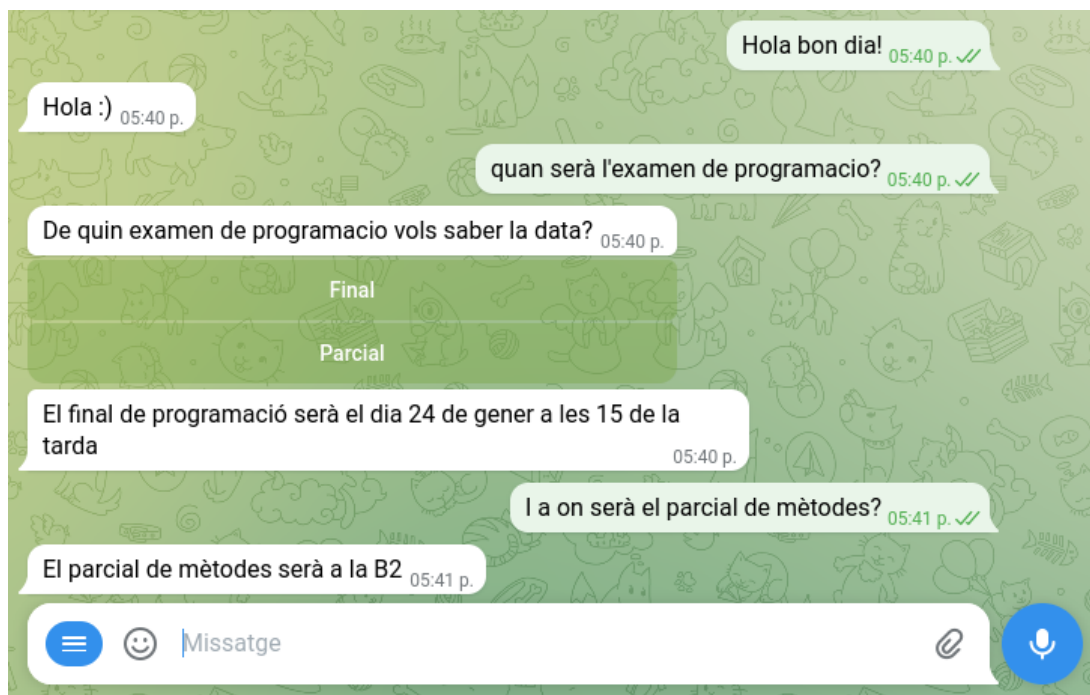 Hola bon dia! 05:40 p.
Hola :) 05:40 p.
quan serà l'examen de programacio? 05:40 p.
De quin examen de programacio vols saber la data? 05:40 p.
Final
Parcial
El final de programació serà el dia 24 de gener a les 15 de la
tarda 05:40 p.
I a on serà el parcial de mètodes? 05:41 p.
El parcial de mètodes serà a la B2 05:41 p.
Missatge